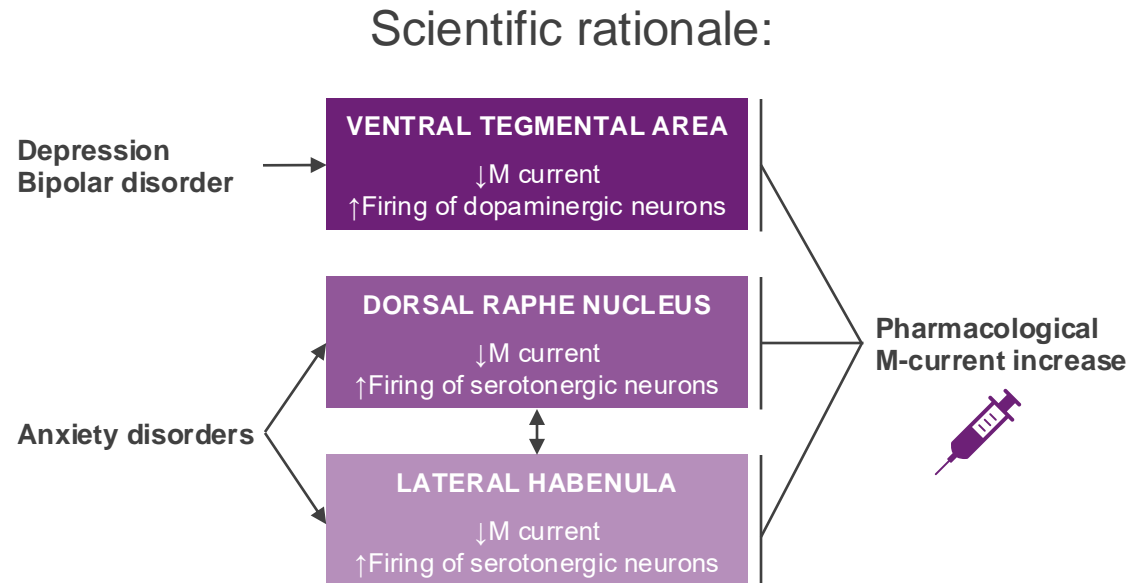 Scientific rationale:
Depression
Bipolar disorder
VENTRAL TEGMENTAL AREA
↓M current
↑Firing of dopaminergic neurons
DORSAL RAPHE NUCLEUS
↓M current
↑Firing of serotonergic neurons
Anxiety disorders
LATERAL HABENULA
↓M current
↑Firing of serotonergic neurons
Pharmacological
M-current increase